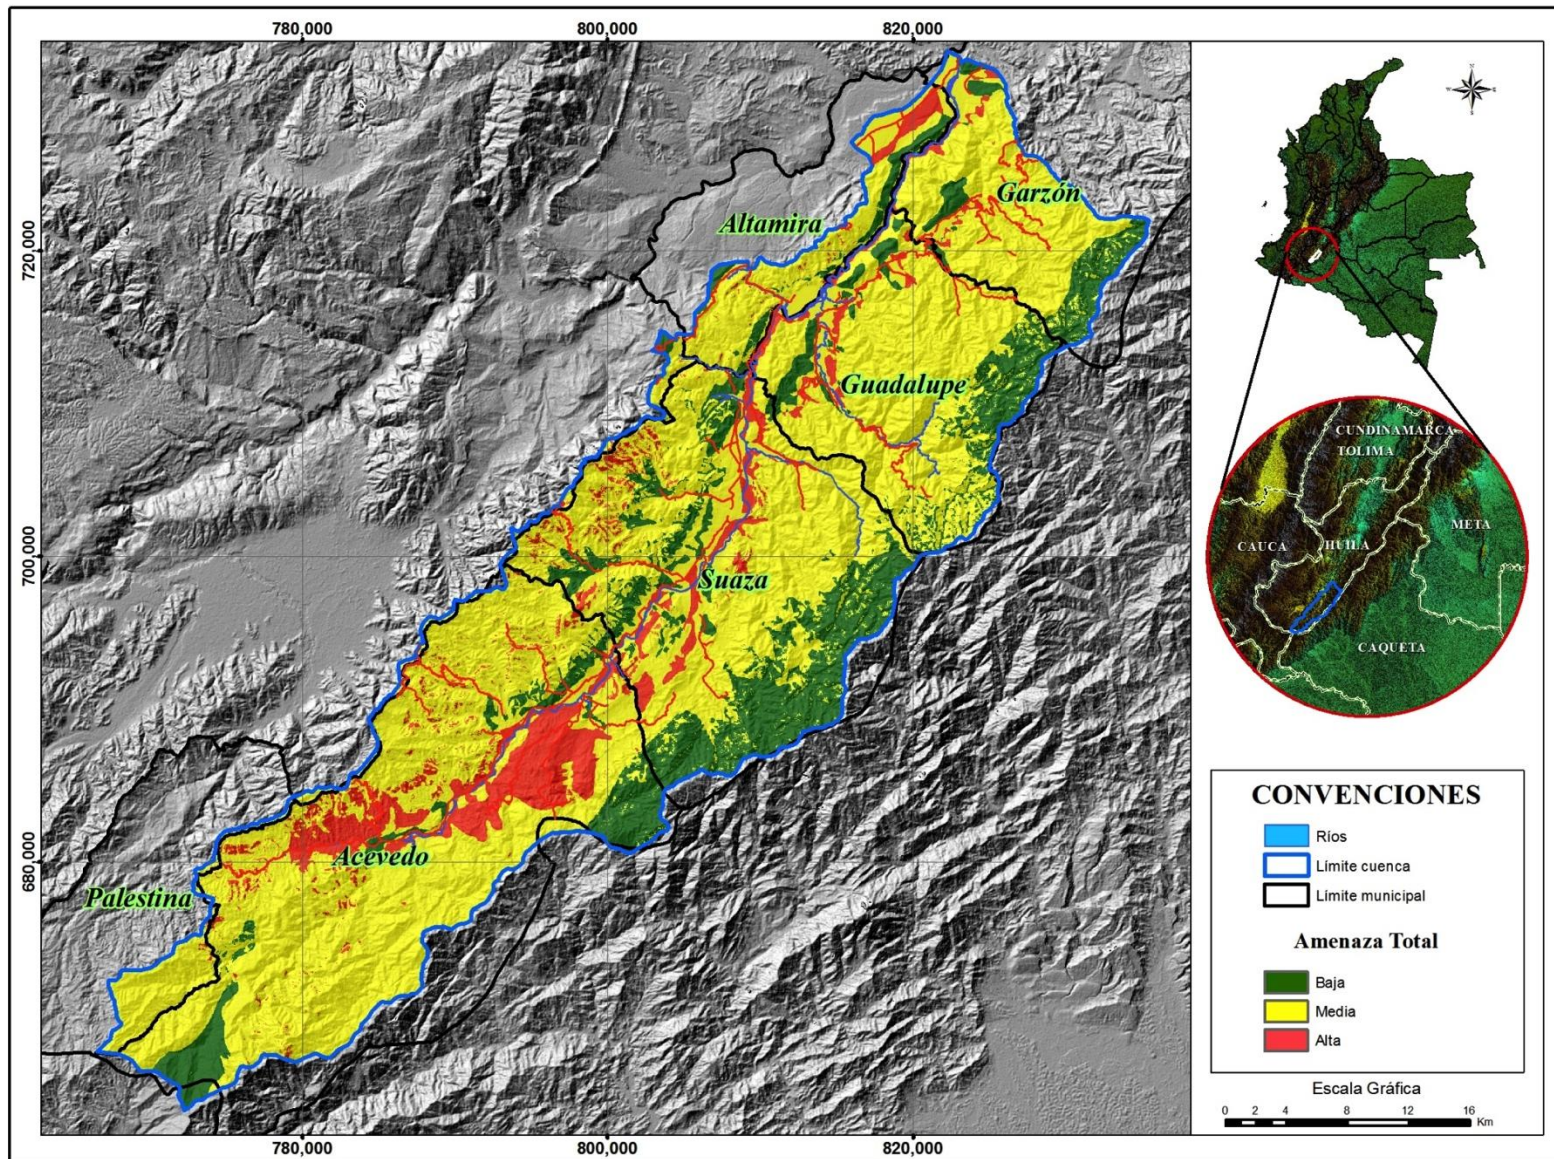 780,000
800,000
820,000
720,000
700,000
680,000
Garzón
Altamira
Guadalupe
Suaza
Acevedo
Palestina
780,000
800,000
820,000
CUNDINAMARCA
TOLIMA
META
CAUCA
HUILA
CAQUETA
CONVENCIONES
Ríos
Límite cuenca
Límite municipal
Amenaza Total
Baja
Media
Alta
Escala Gráfica
0 2 4 8 12 16
Km